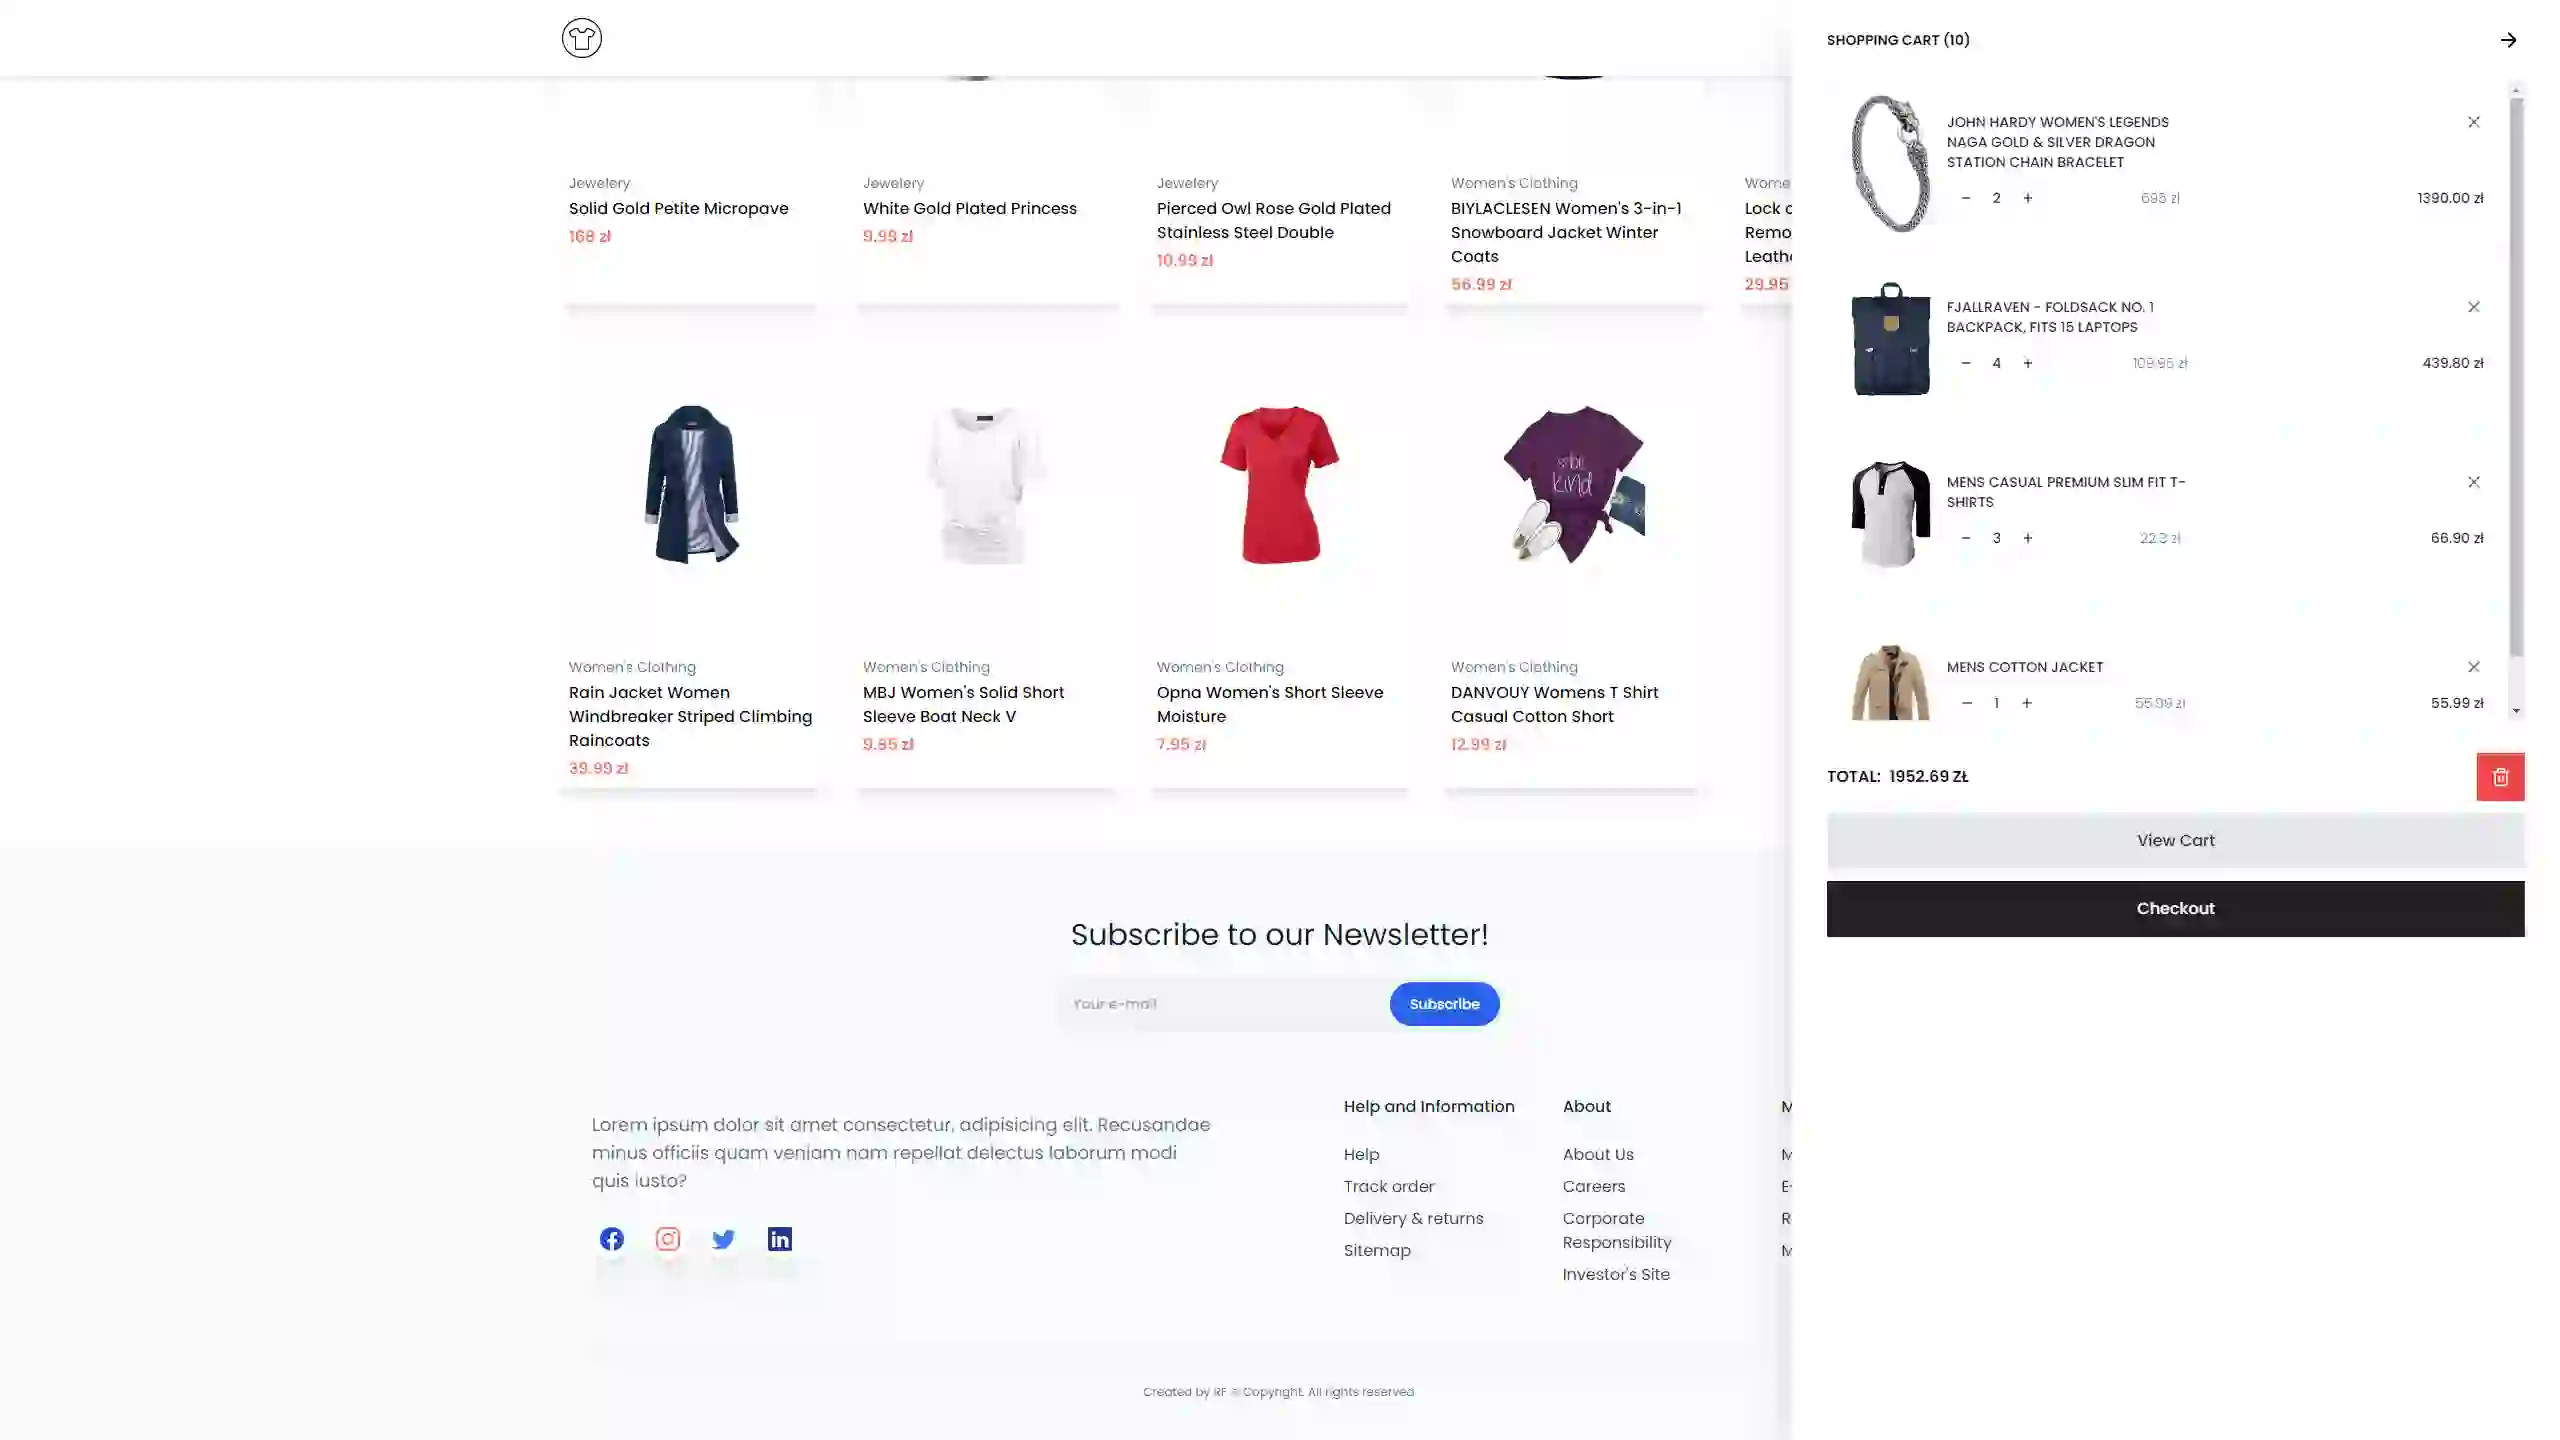 Jewelery
Solid Gold Petite Micropave
168 zł
Jewelery
White Gold Plated Princess
9.99 zł
Jewelery
Pierced Owl Rose Gold Plated
Stainless Steel Double
10.99 zł
Women's Clothing
BIYLACLESEN Women's 3-in-1
Snowboard Jacket Winter
Coats
56.99 zł
29.95
Rain Jacket Women
Windbreaker Striped Climbing
Raincoats
39.99 zł
Women's Clothing
Women's Clothing
MBJ Women's Solid Short
Sleeve Boat Neck V
9.85 zł
Women's Clothing
Opna Women's Short Sleeve
Moisture
7.95 zł
Women's Clothing
DANVOUY Womens T Shirt
Casual Cotton Short
12.99 zł
be
kind
SHOPPING CART (10)
JOHN HARDY WOMEN'S LEGENDS
NAGA GOLD & SILVER DRAGON
STATION CHAIN BRACELET
− 2 + 695 zł 1390.00 zł
FJALLRAVEN - FOLDSACK NO. 1
BACKPACK, FITS 15 LAPTOPS
− 4 + 109.95 zł 439.80 zł
MENS CASUAL PREMIUM SLIM FIT T-
SHIRTS
− 3 + 22.3 zł 66.90 zł
MENS COTTON JACKET
− 1 + 55.99 zł 55.99 zł
TOTAL: 1952.69 ZŁ
View Cart
Checkout
Subscribe to our Newsletter!
Your e-mail
Subscribe
Lorem ipsum dolor sit amet consectetur, adipisicing elit. Recusandae
minus officiis quam veniam nam repellat delectus laborum modi
quis iusto?
Help and Information
Help
Track order
Delivery & returns
Sitemap
About
About Us
Careers
Corporate
Responsibility
Investor's Site
Created by RF © Copyright. All rights reserved